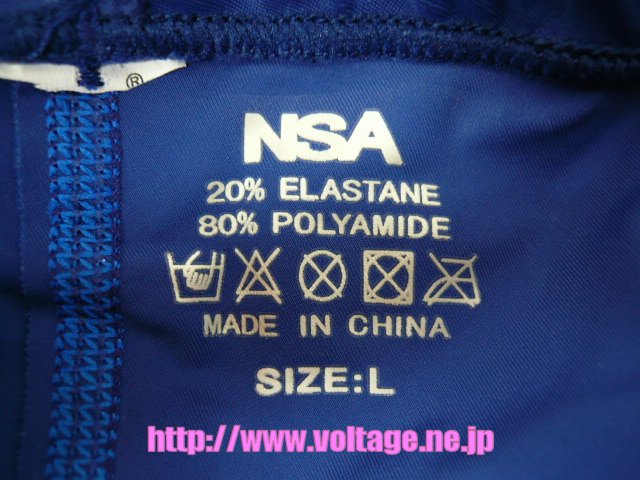 ®
NSA
20% ELASTANE
80% POLYAMIDE
MADE IN CHINA
SIZE:L
http://www.voltage.ne.jp